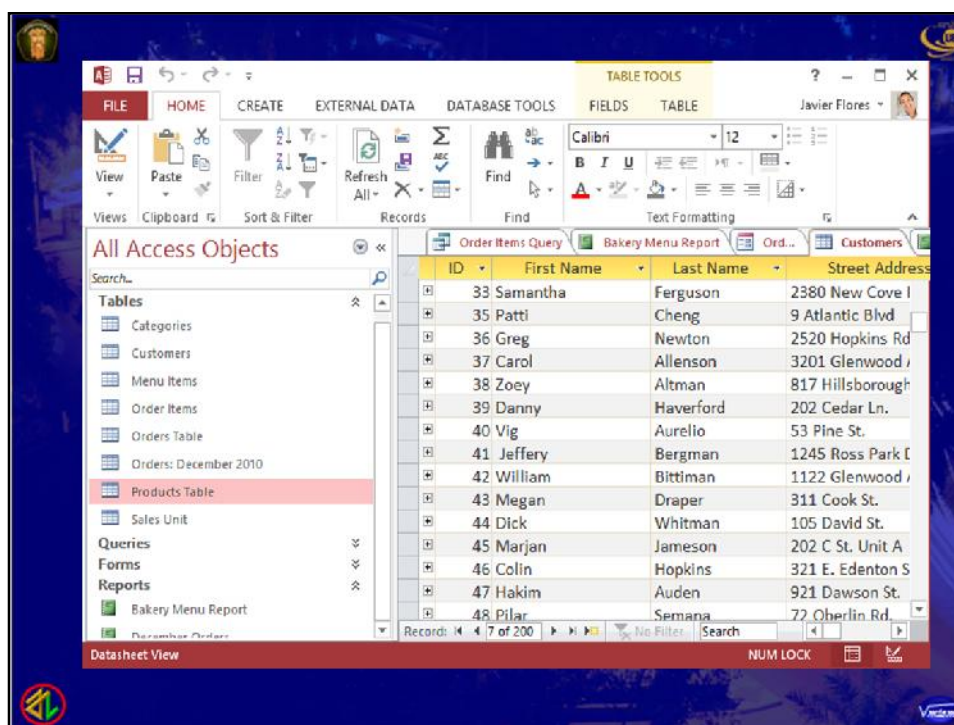 TABLE TOOLS ?
FILE HOME CREATE EXTERNAL DATA DATABASE TOOLS FIELDS TABLE Javier Flores
View Paste Filter Refresh All Find Calibri 12
B I U
Views Clipboard Sort & Filter Records Find Text Formatting
All Access Objects
Search...
Tables
Categories
Customers
Menu Items
Order Items
Orders Table
Orders: December 2010
Products Table
Sales Unit
Queries
Forms
Reports
Bakery Menu Report
December Orders
Order Items Query Bakery Menu Report Ord... Customers
ID First Name Last Name Street Address
33 Samantha Ferguson 2380 New Cove
35 Patti Cheng 9 Atlantic Blvd
36 Greg Newton 2520 Hopkins Rd
37 Carol Allenson 3201 Glenwood
38 Zoey Altman 817 Hillsborough
39 Danny Haverford 202 Cedar Ln.
40 Vig Aurelio 53 Pine St.
41 Jeffery Bergman 1245 Ross Park
42 William Bittiman 1122 Glenwood
43 Megan Draper 311 Cook St.
44 Dick Whitman 105 David St.
45 Marjan Jameson 202 C St. Unit A
46 Colin Hopkins 321 E. Edenton S
47 Hakim Auden 921 Dawson St.
48 Pilar Semana 72 Oberlin Rd.
Record: 7 of 200 No Filter Search
Datasheet View NUM LOCK